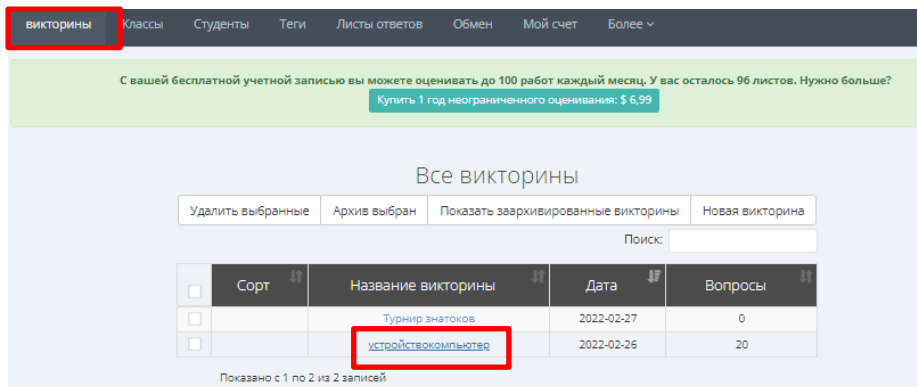 викторины Классы Студенты Теги Листы ответов Обмен Мой счет Более
С вашей бесплатной учетной записью вы можете оценивать до 100 работ каждый месяц. У вас осталось 96 листов. Нужно больше?
Купить 1 год неограниченного оценивания: $ 6,99
Все викторины
Удалить выбранные Архив выбран Показать заархивированные викторины Новая викторина
Поиск:
Сорт Название викторины Дата Вопросы
Турнир знатоков 2022-02-27 0
устройствокомпьютер 2022-02-26 20
Показано с 1 по 2 из 2 записей